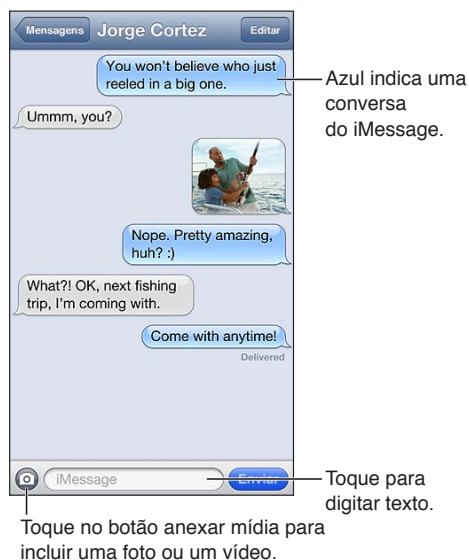 Mensagens Jorge Cortez Editar
You won't believe who just
reeled in a big one.
Azul indica uma
conversa
do iMessage.
Ummm, you?
Nope. Pretty amazing,
huh? :)
What?! OK, next fishing
trip, I'm coming with.
Come with anytime!
Delivered
iMessage Enviar
Toque para
digitar texto.
Toque no botão anexar mídia para
incluir uma foto ou um vídeo.